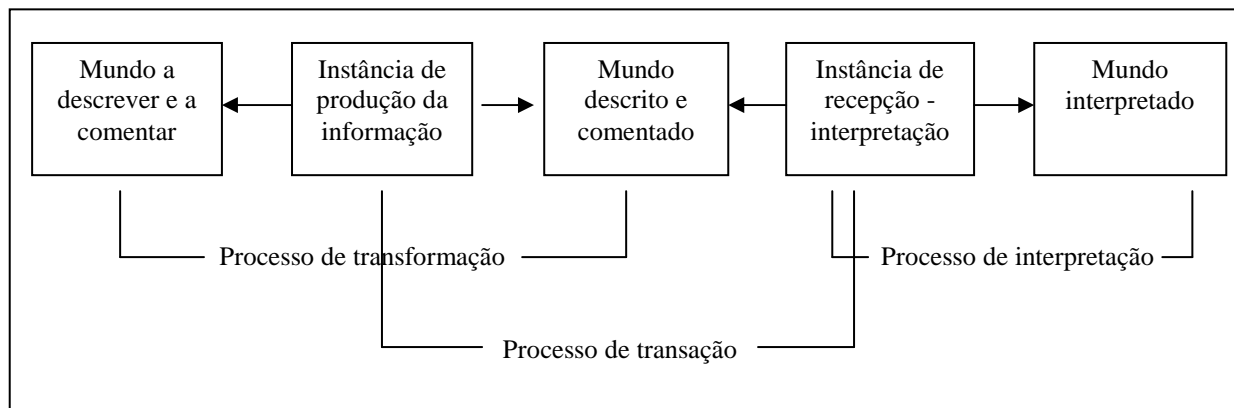 Mundo a
descrever e a
comentar
Instância de
produção da
informação
Mundo
descrito e
comentado
Instância de
recepção -
interpretação
Mundo
interpretado
Processo de transformação
Processo de interpretação
Processo de transação